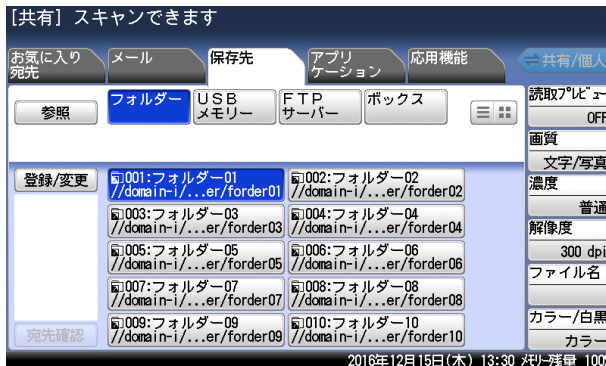 [共有] スキャンできます
お気に入り
宛先
メール
保存先
アプリ
ケーション
応用機能
共有/個人
参照
フォルダー
USB
メモリー
FTP
サーバー
ボックス
読取プレビュー
OFF
画質
文字/写真
登録/変更
001:フォルダー01
//domain-i/...er/forder01
002:フォルダー02
//domain-i/...er/forder02
濃度
普通
003:フォルダー03
//domain-i/...er/forder03
004:フォルダー04
//domain-i/...er/forder04
解像度
300 dpi
005:フォルダー05
//domain-i/...er/forder05
006:フォルダー06
//domain-i/...er/forder06
ファイル名
007:フォルダー07
//domain-i/...er/forder07
008:フォルダー08
//domain-i/...er/forder08
宛先確認
009:フォルダー09
//domain-i/...er/forder09
010:フォルダー10
//domain-i/...er/forder10
カラー/白黒
カラー
2016年12月15日(木) 13:30 メモリー残量 100